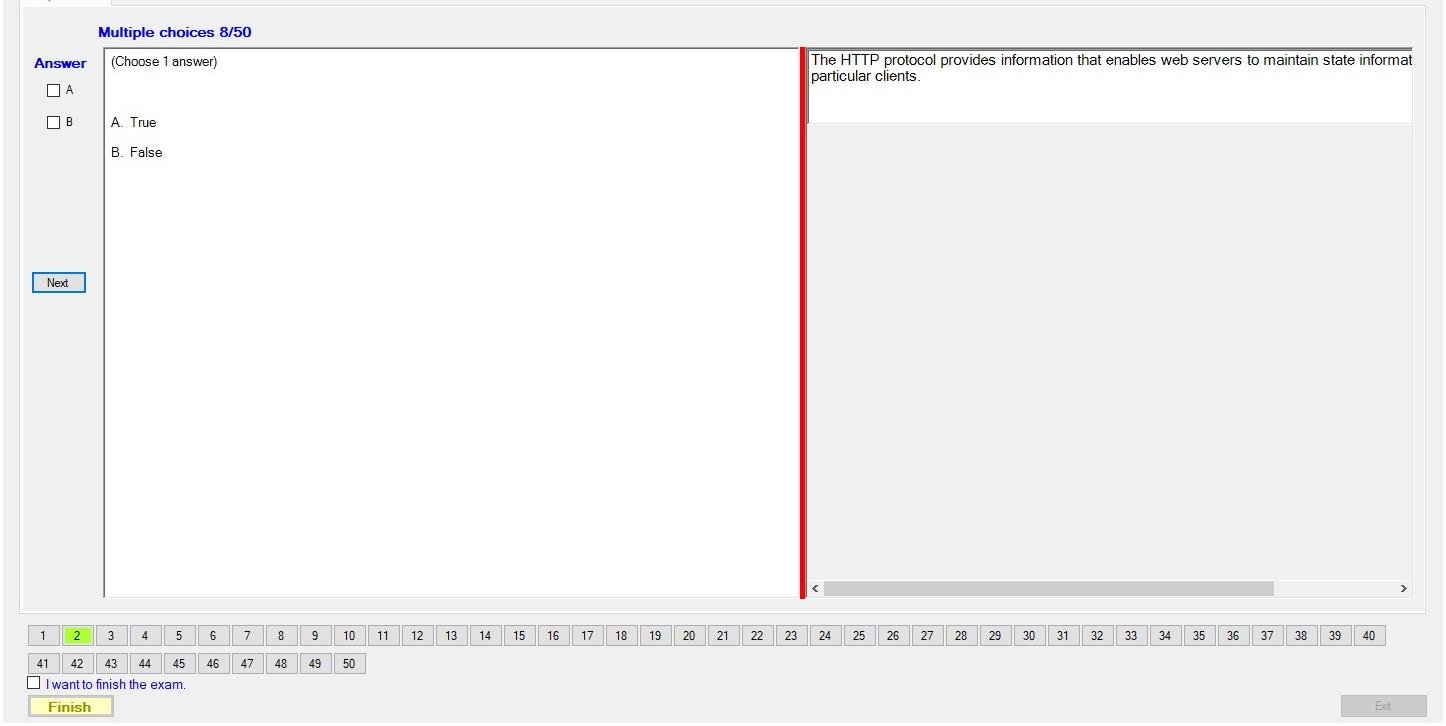 Multiple choices 8/50
Answer
(Choose 1 answer)
A
B
A. True
B. False
The HTTP protocol provides information that enables web servers to maintain state
particular clients.
Next
1 2 3 4 5 6 7 8 9 10 11 12 13 14 15 16 17 18 19 20 21 22 23 24 25 26 27 28 29 30 31 32 33 34 35 36 37 38 39 40
41 42 43 44 45 46 47 48 49 50
I want to finish the exam.
Finish
Exit